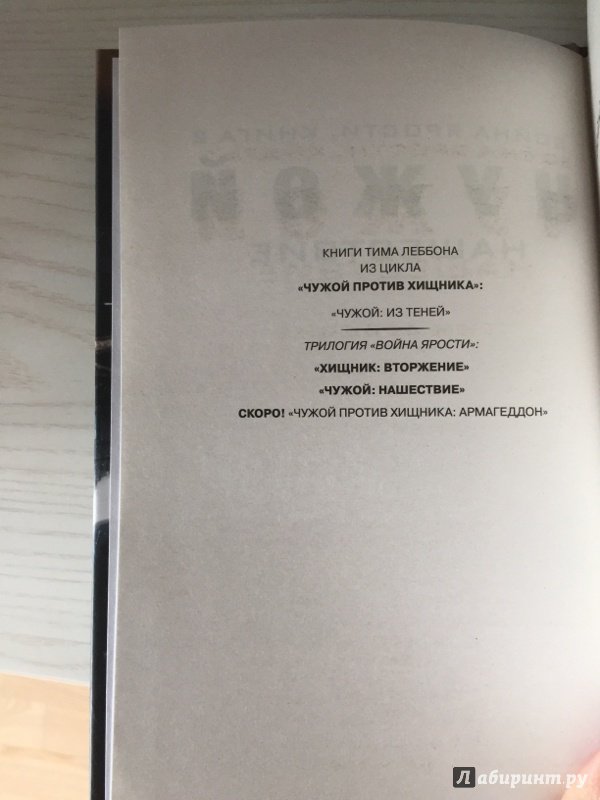 КНИГИ ТИМА ЛЕББОНА
ИЗ ЦИКЛА
«ЧУЖОЙ ПРОТИВ ХИЩНИКА»:
«ЧУЖОЙ: ИЗ ТЕНЕЙ»
ТРИЛОГИЯ «ВОЙНА ЯРОСТИ»:
«ХИЩНИК: ВТОРЖЕНИЕ»
«ЧУЖОЙ: НАШЕСТВИЕ»
СКОРО! «ЧУЖОЙ ПРОТИВ ХИЩНИКА: АРМАГЕДДОН»
Лабиринт.ру